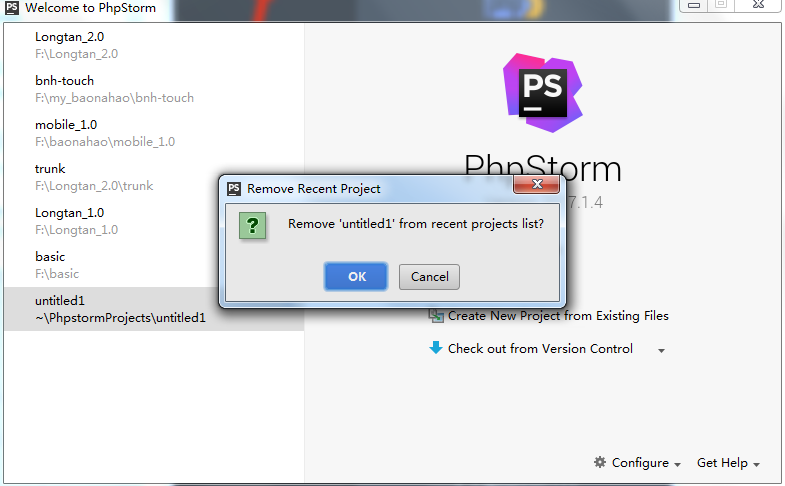 PS Welcome to PhpStorm
Longtan_2.0
F:\Longtan_2.0
bnh-touch
F:\my_baonahao\bnh-touch
mobile_1.0
F:\baonahao\mobile_1.0
trunk
F:\Longtan_2.0\trunk
Longtan_1.0
F:\Longtan_1.0
basic
F:\basic
untitled1
~\PhpstormProjects\untitled1
PS
PhpStorm
7.1.4
PS Remove Recent Project
Remove 'untitled1' from recent projects list?
OK
Cancel
Create New Project from Existing Files
Check out from Version Control
Configure
Get Help